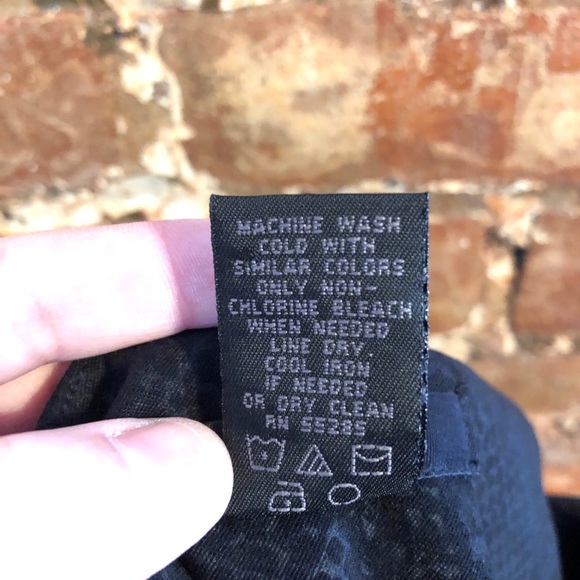 MACHINE WASH
COLD WITH
SIMILAR COLORS
ONLY NON-
CHLORINE BLEACH
WHEN NEEDED
LINE DRY.
COOL IRON
IF NEEDED
OR DRY CLEAN
RN 55285